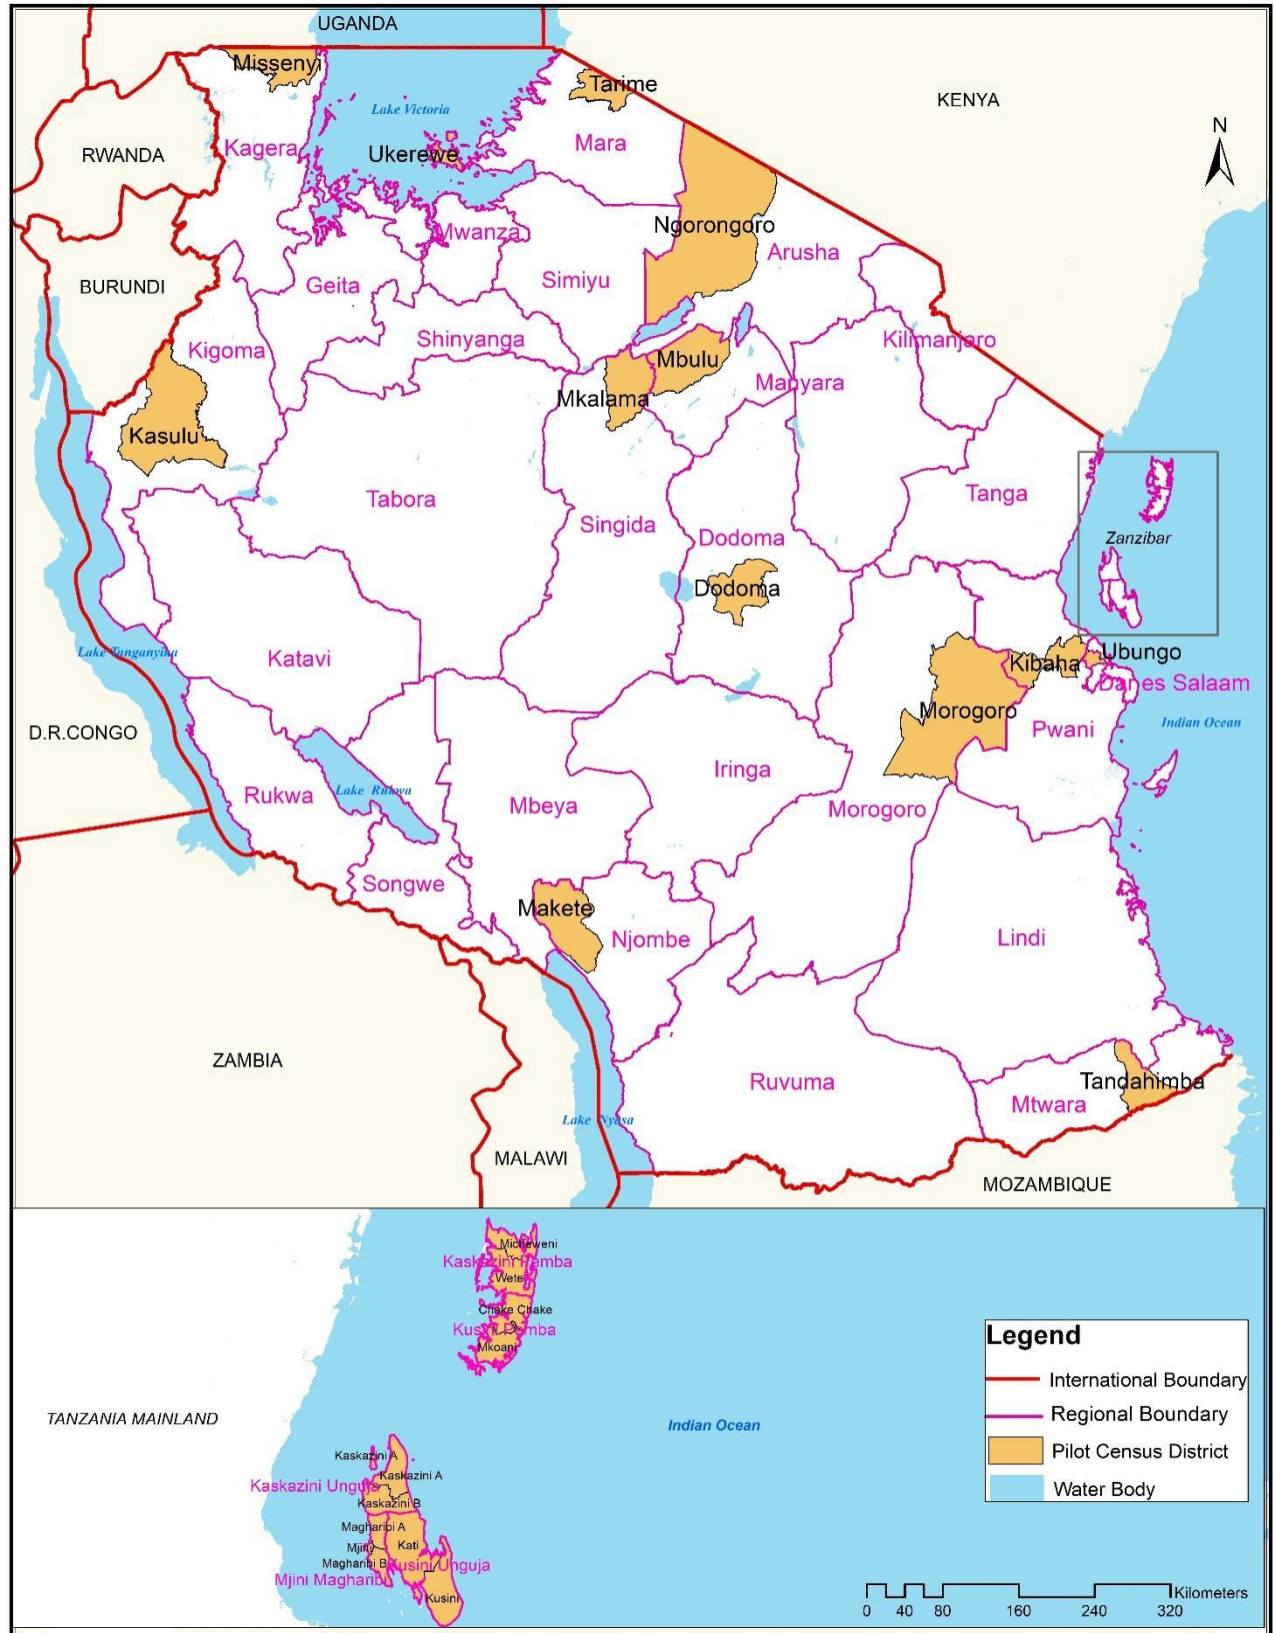 UGANDA
Missenyi
Tarime
Lake Victoria
KENYA
N
RWANDA
Kagera
Ukerewe
Mara
Ngorongoro
Mwanza
Arusha
BURUNDI
Geita
Simiyu
Kigoma
Shinyanga
Kilimanjaro
Mbulu
Mkalama
Manyara
Kasulu
Tabora
Singida
Dodoma
Tanga
Zanzibar
Dodoma
Lake Tanganyika
Katavi
Kibaha
Ubungo
Dar es Salaam
Morogoro
Pwani
Indian Ocean
D.R.CONGO
Rukwa
Lake Rukwa
Mbeya
Iringa
Morogoro
Songwe
Makete
Njombe
Lindi
ZAMBIA
Ruvuma
Tandahimba
Mtwara
Lake Nyasa
MALAWI
MOZAMBIQUE
Micheweni
Kaskazini Pemba
Wete
Chake Chake
Kusini Pemba
Mkoani
TANZANIA MAINLAND
Indian Ocean
Kaskazini A
Kaskazini A
Kaskazini Unguja
Kaskazini B
Magharibi A
Mjini
Kati
Magharibi B
Kusini Unguja
Mjini Magharibi
Kusini
Legend
International Boundary
Regional Boundary
Pilot Census District
Water Body
Kilometers
0 40 80 160 240 320